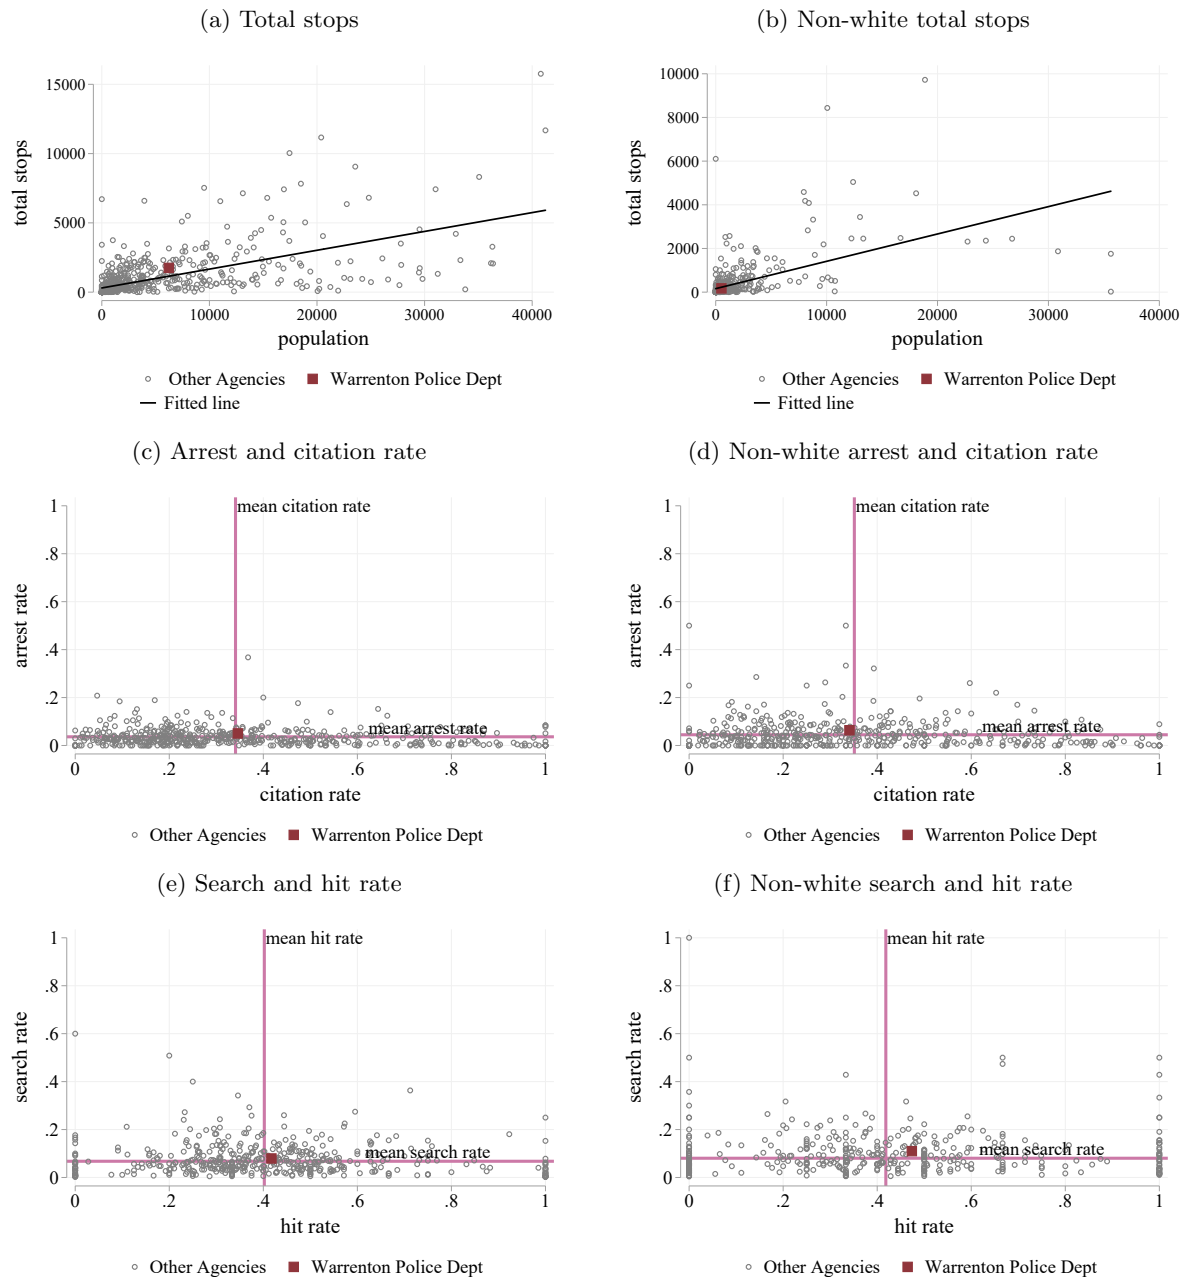 (a) Total stops
(b) Non-white total stops
total stops
15000
10000
5000
0
0 10000 20000 30000 40000
population
Other Agencies Warrenton Police Dept
Fitted line
total stops
10000
8000
6000
4000
2000
0
0 10000 20000 30000 40000
population
Other Agencies Warrenton Police Dept
Fitted line
(c) Arrest and citation rate
(d) Non-white arrest and citation rate
arrest rate
1
.8
.6
.4
.2
0
mean citation rate
mean arrest rate
0 .2 .4 .6 .8 1
citation rate
Other Agencies Warrenton Police Dept
arrest rate
1
.8
.6
.4
.2
0
mean citation rate
mean arrest rate
0 .2 .4 .6 .8 1
citation rate
Other Agencies Warrenton Police Dept
(e) Search and hit rate
(f) Non-white search and hit rate
search rate
1
.8
.6
.4
.2
0
mean hit rate
mean search rate
0 .2 .4 .6 .8 1
hit rate
Other Agencies Warrenton Police Dept
search rate
1
.8
.6
.4
.2
0
mean hit rate
mean search rate
0 .2 .4 .6 .8 1
hit rate
Other Agencies Warrenton Police Dept